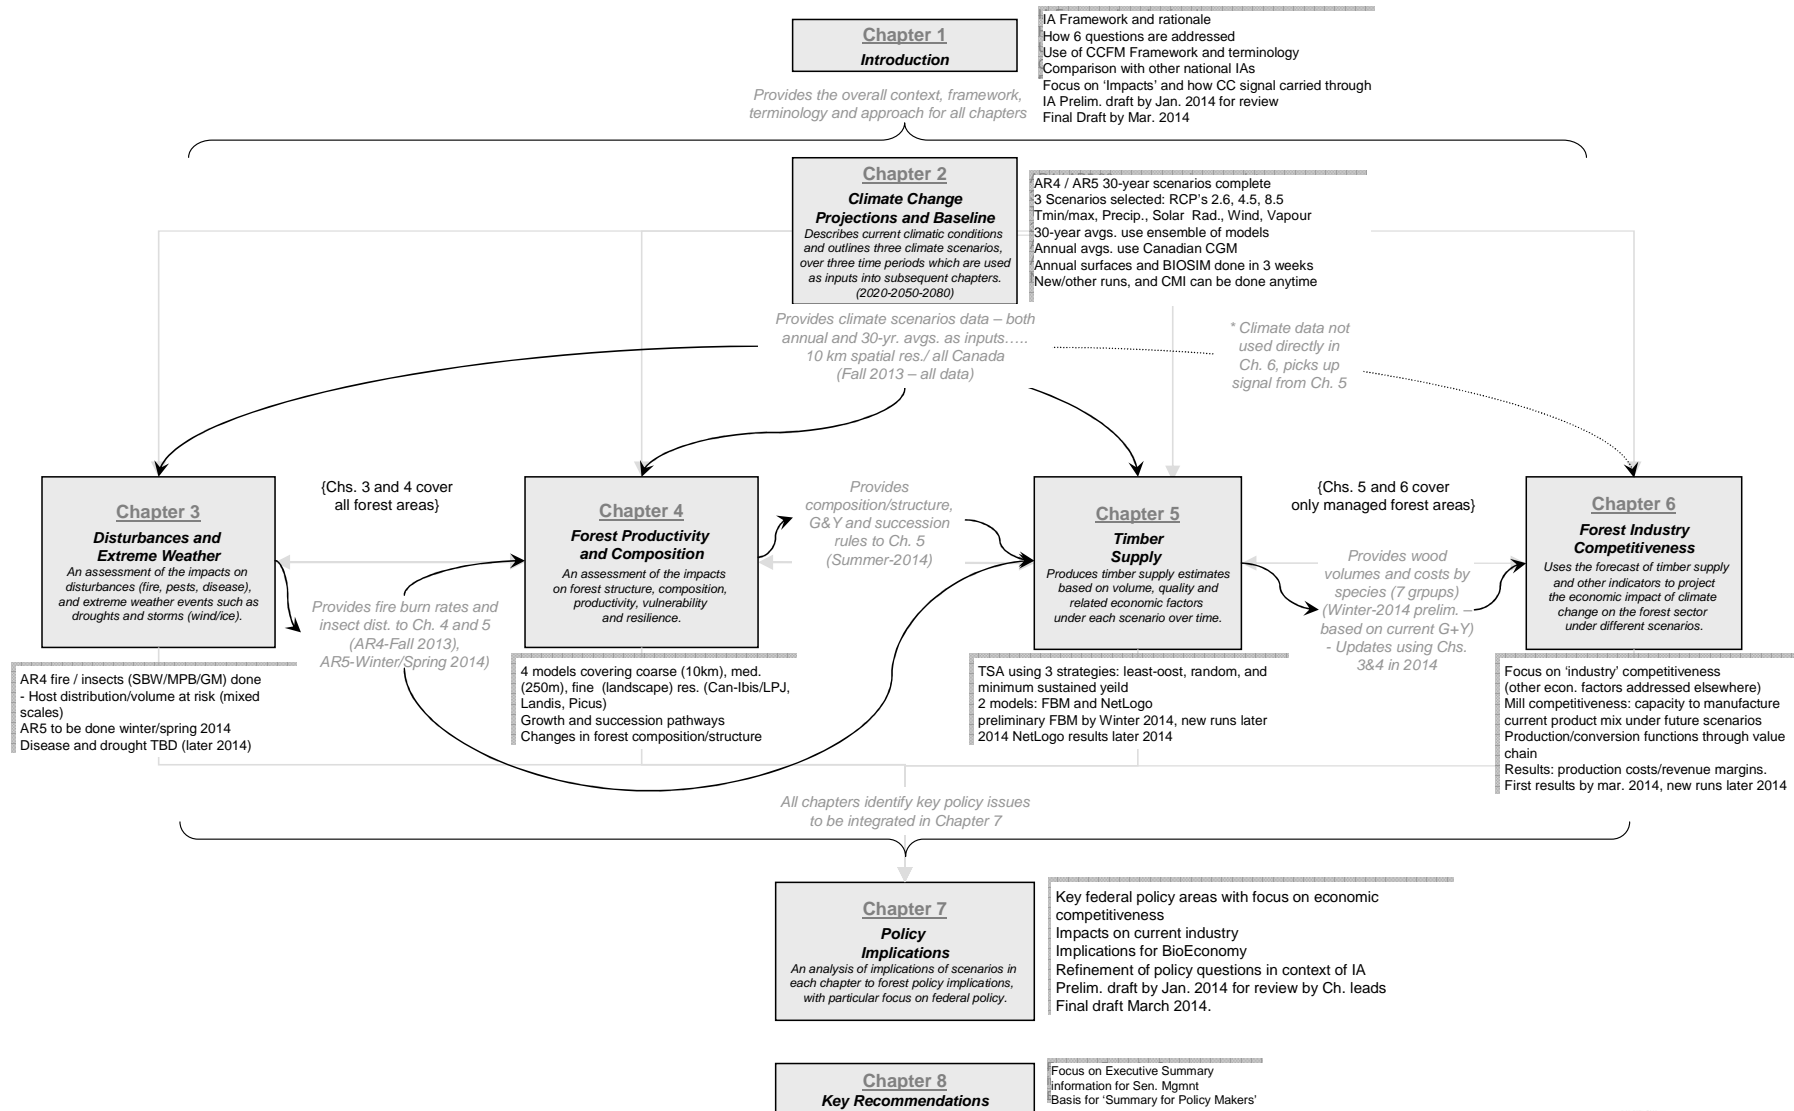 Chapter 1
Introduction
IA Framework and rationale
How 6 questions are addressed
Use of CCFM Framework and terminology
Comparison with other national IAs
Focus on ‘Impacts’ and how CC signal carried through
IA Prelim. draft by Jan. 2014 for review
Final Draft by Mar. 2014
Provides the overall context, framework,
terminology and approach for all chapters
Chapter 2
Climate Change
Projections and Baseline
Describes current climatic conditions
and outlines three climate scenarios,
over three time periods which are used
as inputs into subsequent chapters.
(2020-2050-2080)
AR4 / AR5 30-year scenarios complete
3 Scenarios selected: RCP’s 2.6, 4.5, 8.5
Tmin/max, Precip., Solar Rad., Wind, Vapour
30-year avgs. use ensemble of models
Annual avgs. use Canadian CGM
Annual surfaces and BIOSIM done in 3 weeks
New/other runs, and CMI can be done anytime
Provides climate scenarios data – both
annual and 30-yr. avgs. as inputs…..
10 km spatial res./ all Canada
(Fall 2013 – all data)
* Climate data not
used directly in
Ch. 6, picks up
signal from Ch. 5
Chapter 3
Disturbances and
Extreme Weather
An assessment of the impacts on
disturbances (fire, pests, disease),
and extreme weather events such as
droughts and storms (wind/ice).
{Chs. 3 and 4 cover
all forest areas}
Provides fire burn rates and
insect dist. to Ch. 4 and 5
(AR4-Fall 2013),
AR5-Winter/Spring 2014)
AR4 fire / insects (SBW/MPB/GM) done
- Host distribution/volume at risk (mixed
scales)
AR5 to be done winter/spring 2014
Disease and drought TBD (later 2014)
Chapter 4
Forest Productivity
and Composition
An assessment of the impacts
on forest structure, composition,
productivity, vulnerability
and resilience.
4 models covering coarse (10km), med.
(250m), fine (landscape) res. (Can-Ibis/LPJ,
Landis, Picus)
Growth and succession pathways
Changes in forest composition/structure
Provides
composition/structure,
G&Y and succession
rules to Ch. 5
(Summer-2014)
Chapter 5
Timber
Supply
Produces timber supply estimates
based on volume, quality and
related economic factors
under each scenario over time.
TSA using 3 strategies: least-oost, random, and
minimum sustained yeild
2 models: FBM and NetLogo
preliminary FBM by Winter 2014, new runs later
2014 NetLogo results later 2014
{Chs. 5 and 6 cover
only managed forest areas}
Provides wood
volumes and costs by
species (7 grpups)
(Winter-2014 prelim. –
based on current G+Y)
- Updates using Chs.
3&4 in 2014
Chapter 6
Forest Industry
Competitiveness
Uses the forecast of timber supply
and other indicators to project
the economic impact of climate
change on the forest sector
under different scenarios.
Focus on ‘industry’ competitiveness
(other econ. factors addressed elsewhere)
Mill competitiveness: capacity to manufacture
current product mix under future scenarios
Production/conversion functions through value
chain
Results: production costs/revenue margins.
First results by mar. 2014, new runs later 2014
All chapters identify key policy issues
to be integrated in Chapter 7
Chapter 7
Policy
Implications
An analysis of implications of scenarios in
each chapter to forest policy implications,
with particular focus on federal policy.
Key federal policy areas with focus on economic
competitiveness
Impacts on current industry
Implications for BioEconomy
Refinement of policy questions in context of IA
Prelim. draft by Jan. 2014 for review by Ch. leads
Final draft March 2014.
Chapter 8
Key Recommendations
Focus on Executive Summary
information for Sen. Mgmnt
Basis for ‘Summary for Policy Makers’